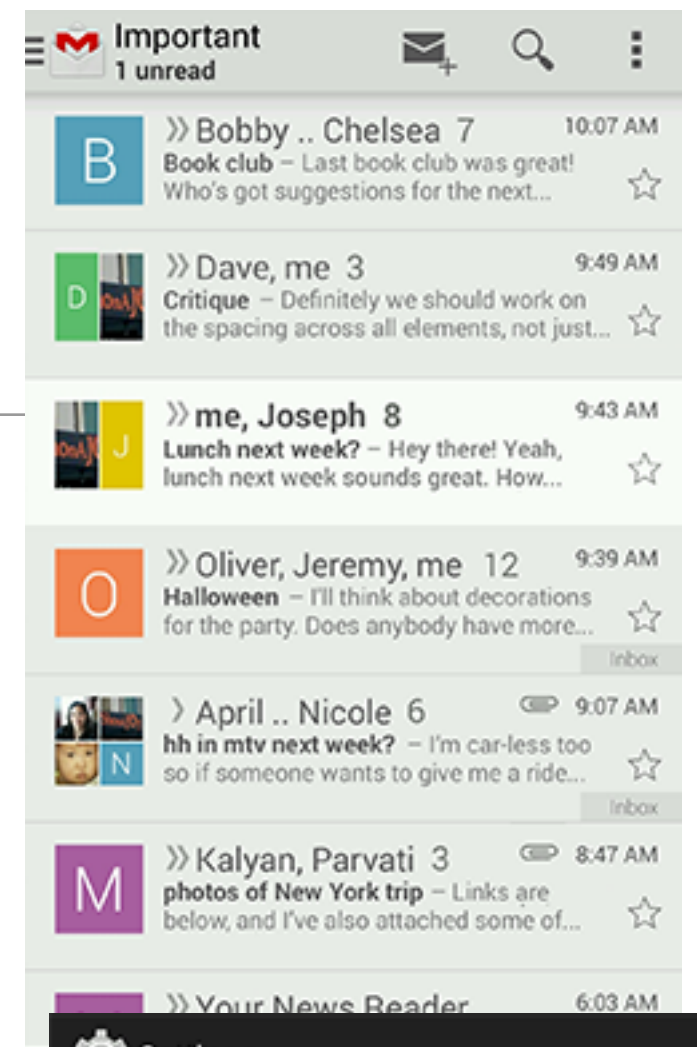 Important
1 unread
B
Bobby .. Chelsea 7 10:07 AM
Book club – Last book club was great!
Who's got suggestions for the next...
D
Dave, me 3 9:49 AM
Critique – Definitely we should work on
the spacing across all elements, not just...
J
me, Joseph 8 9:43 AM
Lunch next week? – Hey there! Yeah,
lunch next week sounds great. How...
O
Oliver, Jeremy, me 12 9:39 AM
Halloween – I'll think about decorations
for the party. Does anybody have more...
Inbox
April .. Nicole 6 9:07 AM
hh in mtv next week? – I'm car-less too
N
so if someone wants to give me a ride...
Inbox
M
Kalyan, Parvati 3 8:47 AM
photos of New York trip – Links are
below, and I've also attached some of...
Your News Reader 6:03 AM